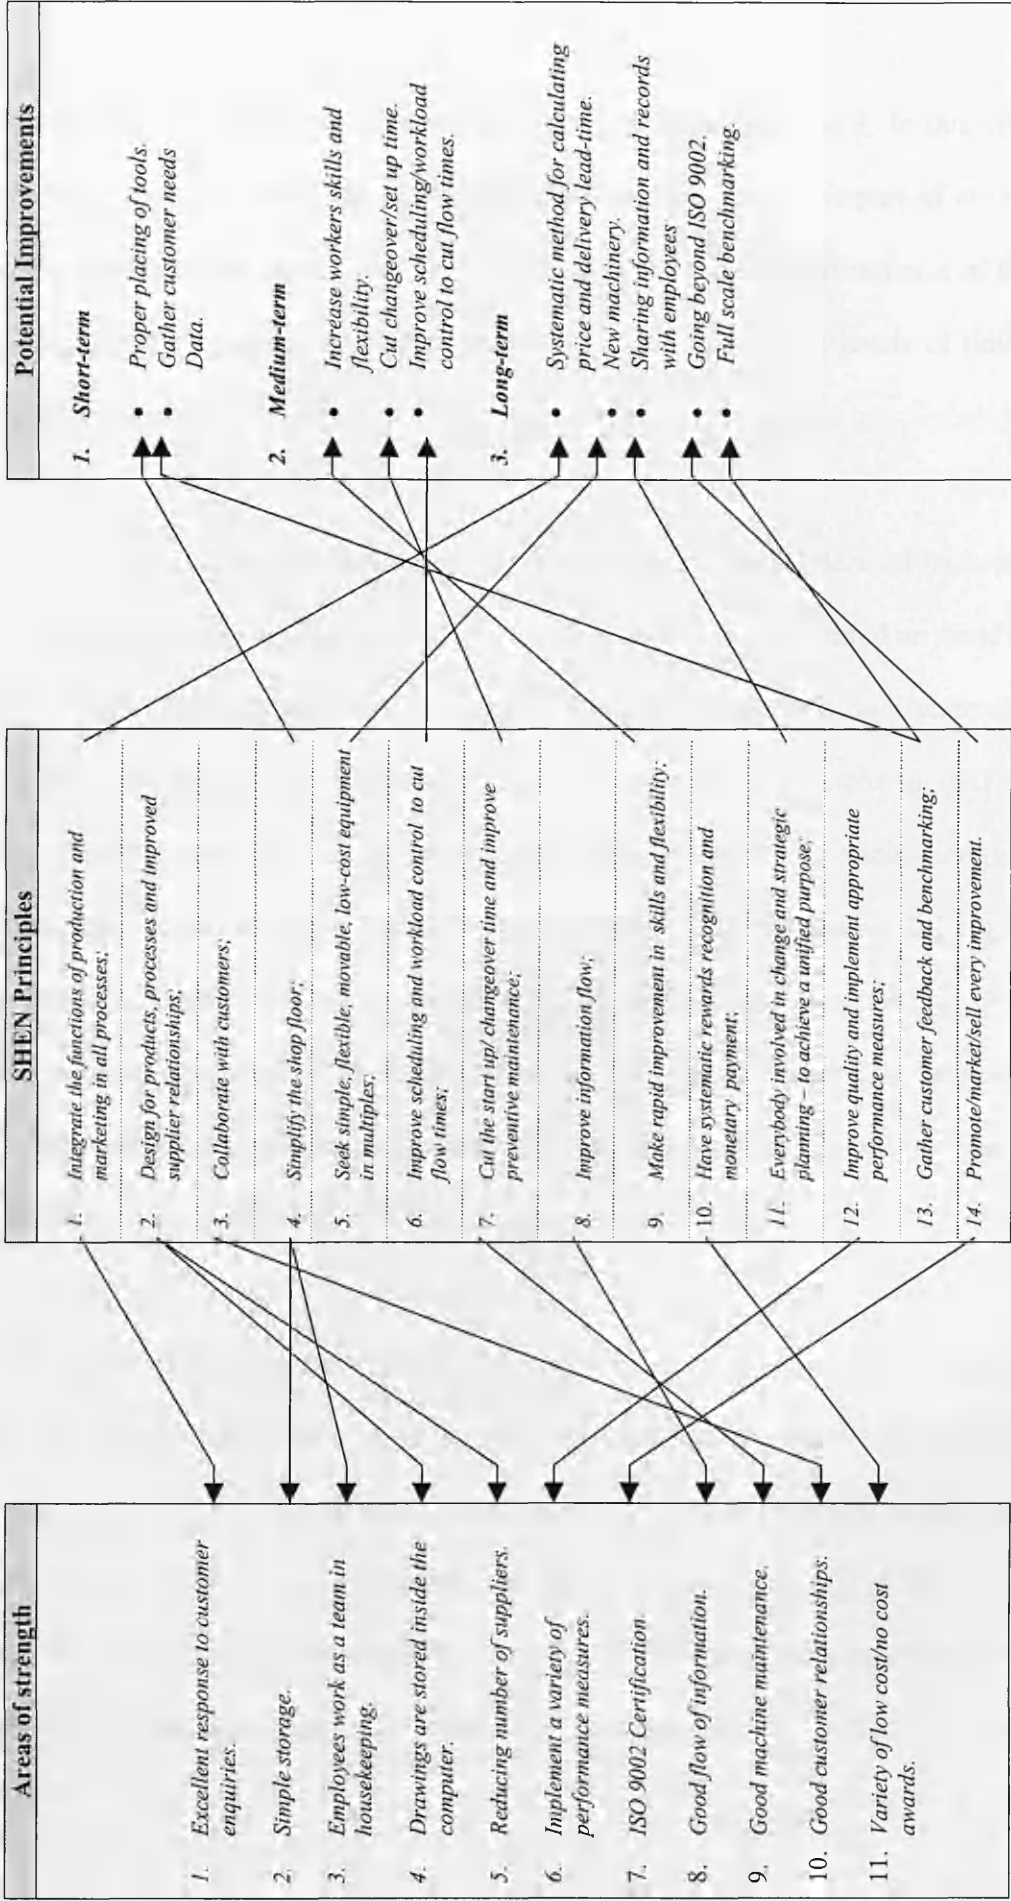 Areas of strength
1. Excellent response to customer
enquiries.
2. Simple storage.
3. Employees work as a team in
housekeeping.
4. Drawings are stored inside the
computer.
5. Reducing number of suppliers.
6. Implement a variety of
performance measures.
7. ISO 9002 Certification.
8. Good flow of information.
9. Good machine maintenance.
10. Good customer relationships.
11. Variety of low cost/no cost
awards.
SHEN Principles
1. Integrate the functions of production and
marketing in all processes;
2. Design for products, processes and improved
supplier relationships;
3. Collaborate with customers;
4. Simplify the shop floor;
5. Seek simple, flexible, movable, low-cost equipment
in multiples;
6. Improve scheduling and workload control to cut
flow times;
7. Cut the start up/ changeover time and improve
preventive maintenance;
8. Improve information flow;
9. Make rapid improvement in skills and flexibility;
10. Have systematic rewards recognition and
monetary payment;
11. Everybody involved in change and strategic
planning – to achieve a unified purpose;
12. Improve quality and implement appropriate
performance measures;
13. Gather customer feedback and benchmarking;
14. Promote/market/sell every improvement.
Potential Improvements
1. Short-term
• Proper placing of tools.
• Gather customer needs
Data.
2. Medium-term
• Increase workers skills and
flexibility.
• Cut changeover/set up time.
• Improve scheduling/workload
control to cut flow times.
3. Long-term
• Systematic method for calculating
price and delivery lead-time.
• New machinery.
• Sharing information and records
with employees
• Going beyond ISO 9002.
• Full scale benchmarking.